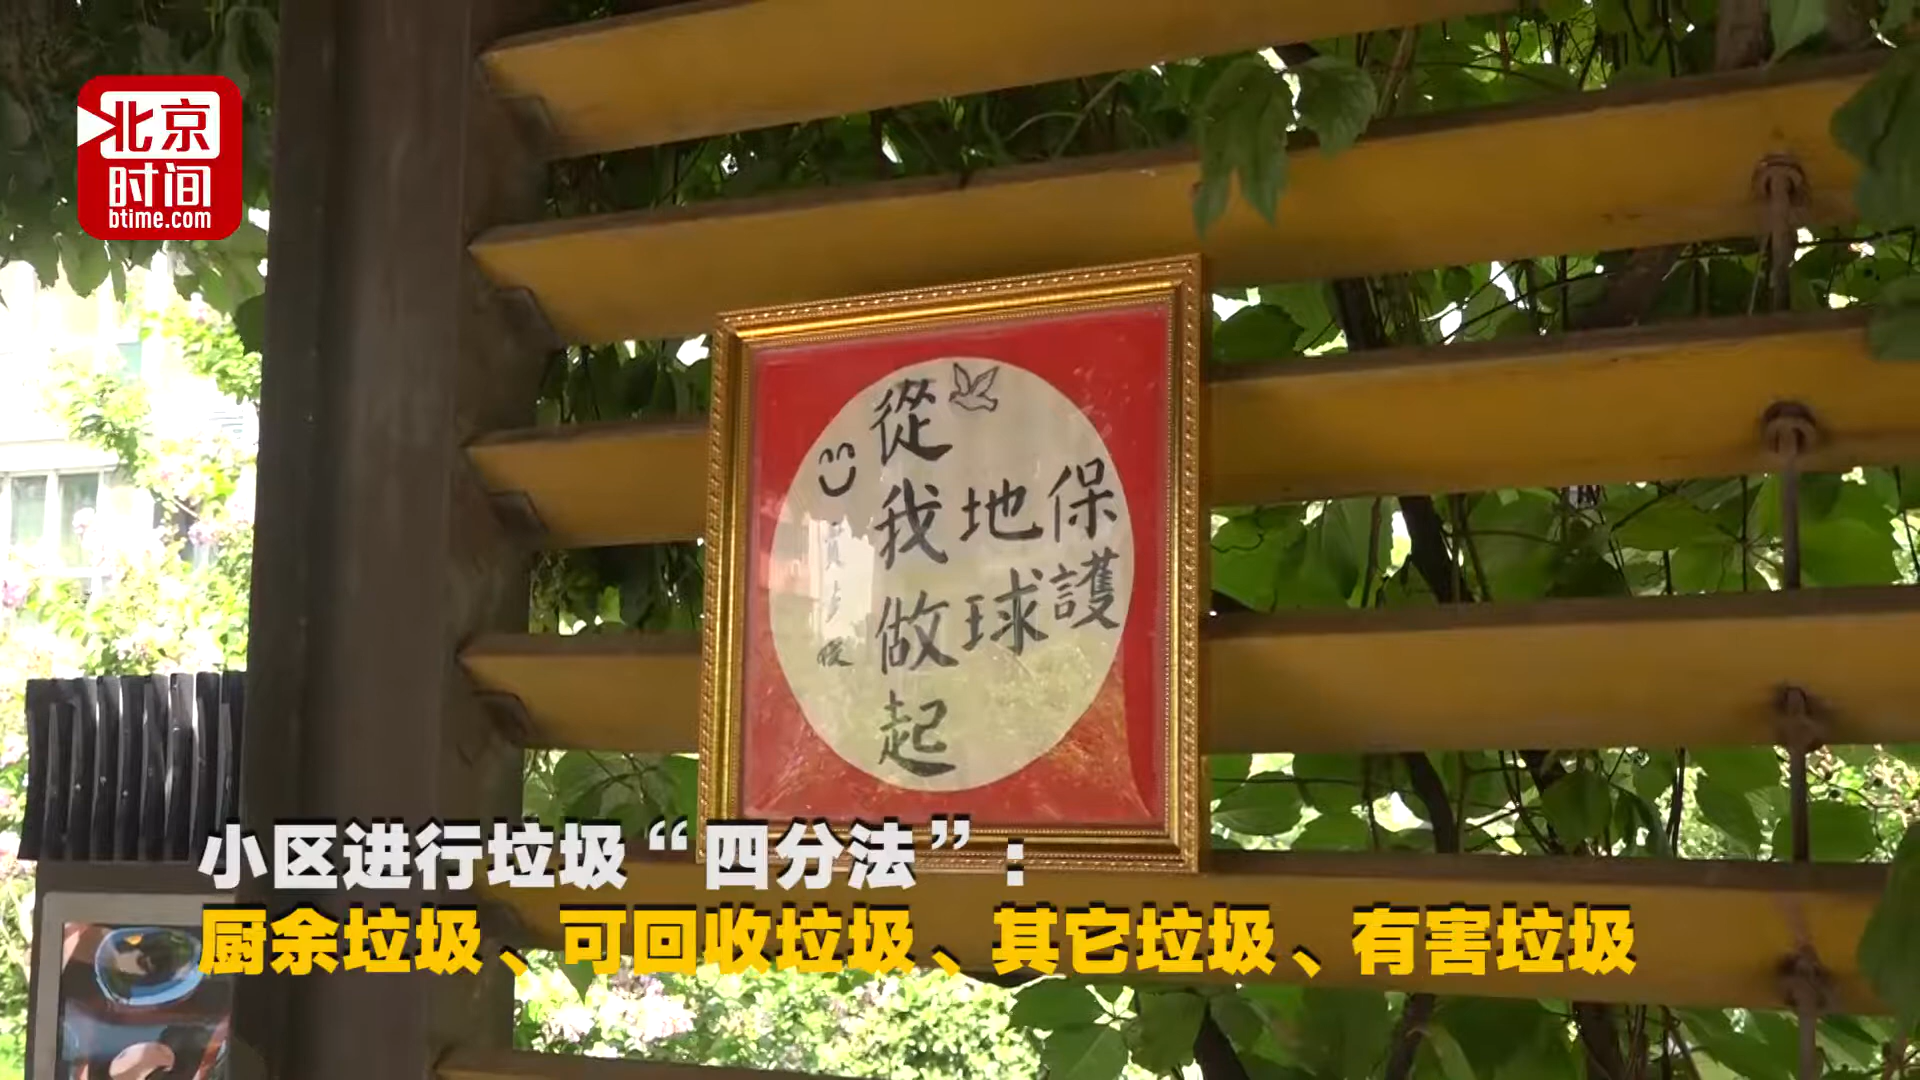 北京
时间
btime.com
保護
地球
從我做起
小区进行垃圾“四分法”：
厨余垃圾、可回收垃圾、其它垃圾、有害垃圾